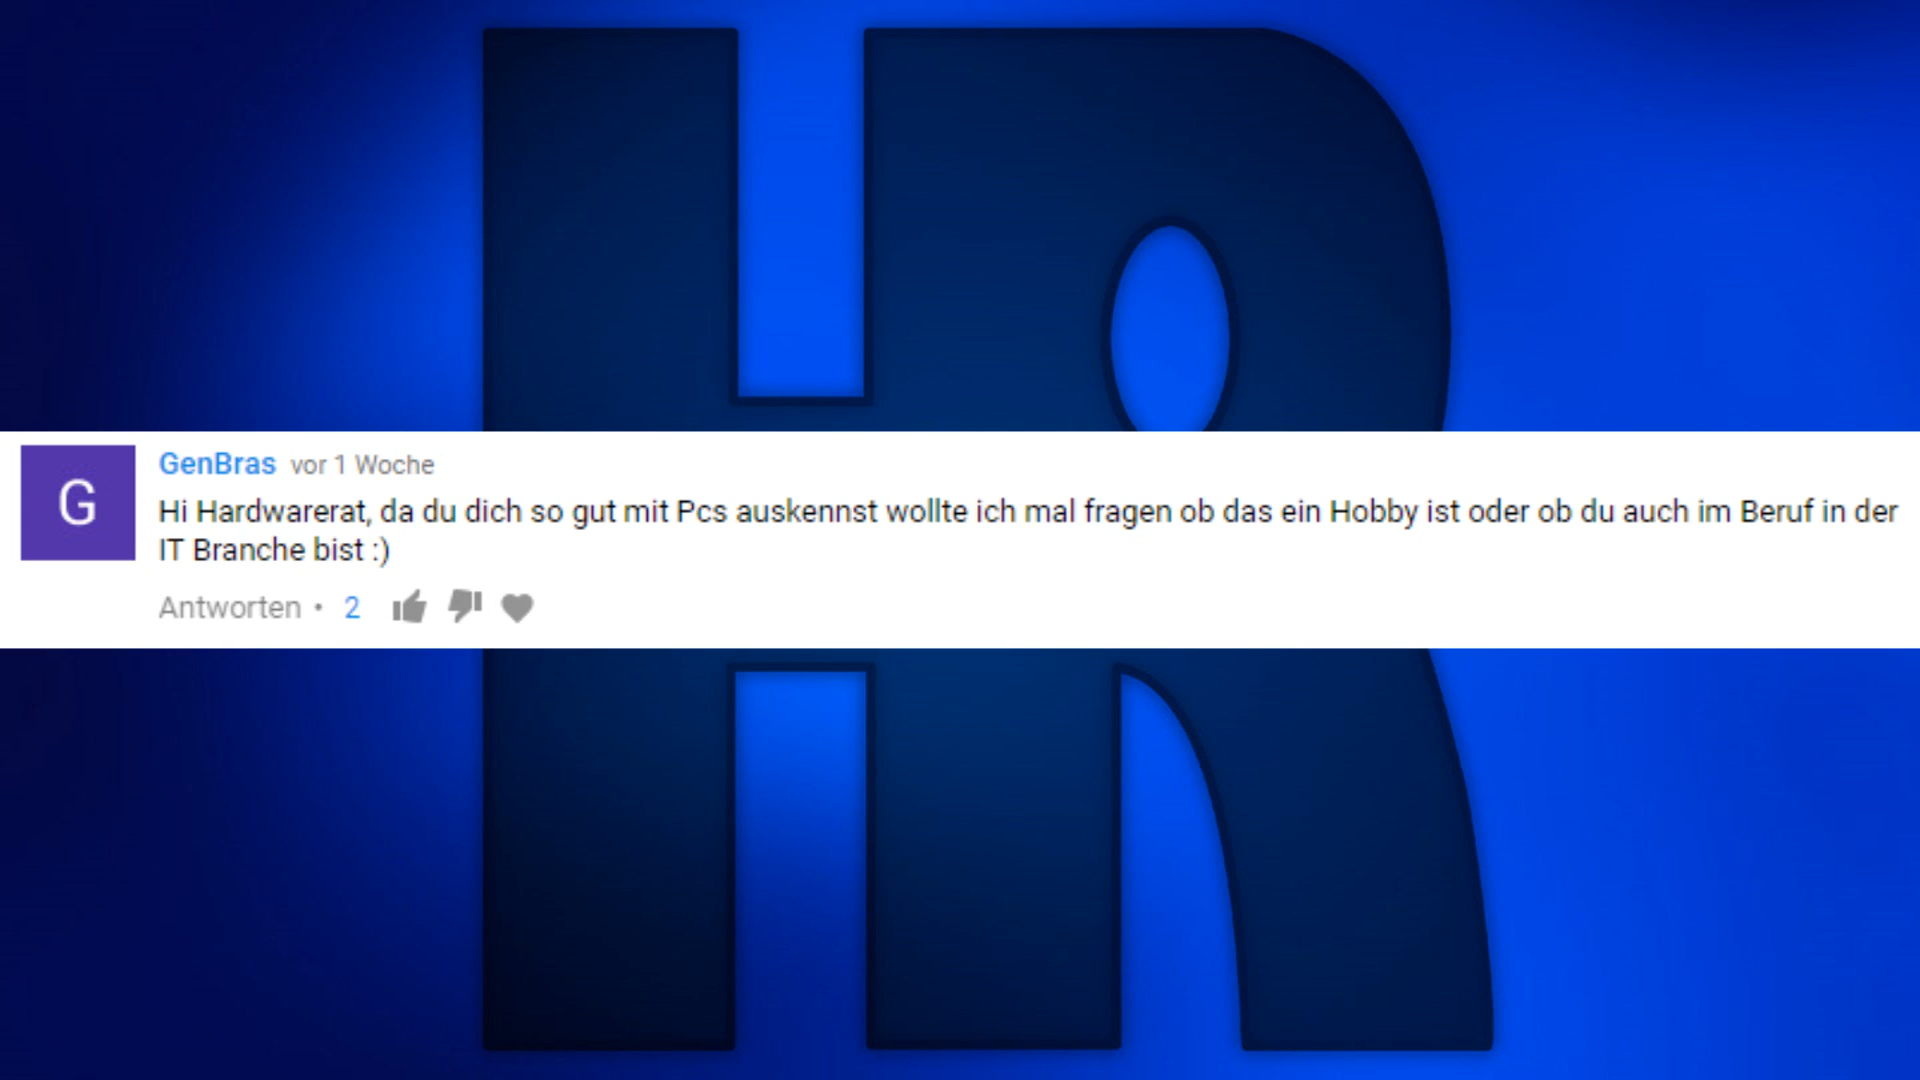 HR
G
GenBras vor 1 Woche
Hi Hardwarerat, da du dich so gut mit Pcs auskennst wollte ich mal fragen ob das ein Hobby ist oder ob du auch im Beruf in der
IT Branche bist :)
Antworten • 2